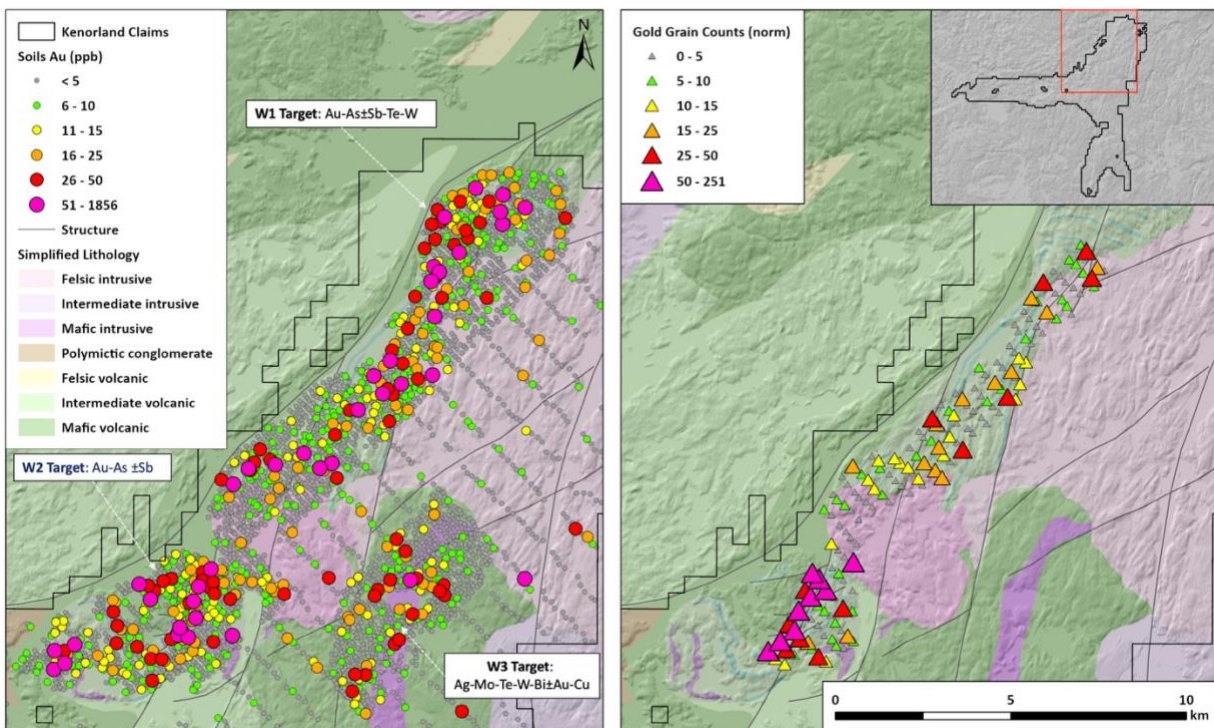 Kenorland Claims
Soils Au (ppb)
< 5
6 - 10
11 - 15
16 - 25
26 - 50
51 - 1856
Structure
Simplified Lithology
Felsic intrusive
Intermediate intrusive
Mafic intrusive
Polymictic conglomerate
Felsic volcanic
Intermediate volcanic
Mafic volcanic
N
W1 Target: Au-As±Sb-Te-W
W2 Target: Au-As ±Sb
W3 Target:
Ag-Mo-Te-W-Bi±Au-Cu
Gold Grain Counts (norm)
0 - 5
5 - 10
10 - 15
15 - 25
25 - 50
50 - 251
0 5 10
km